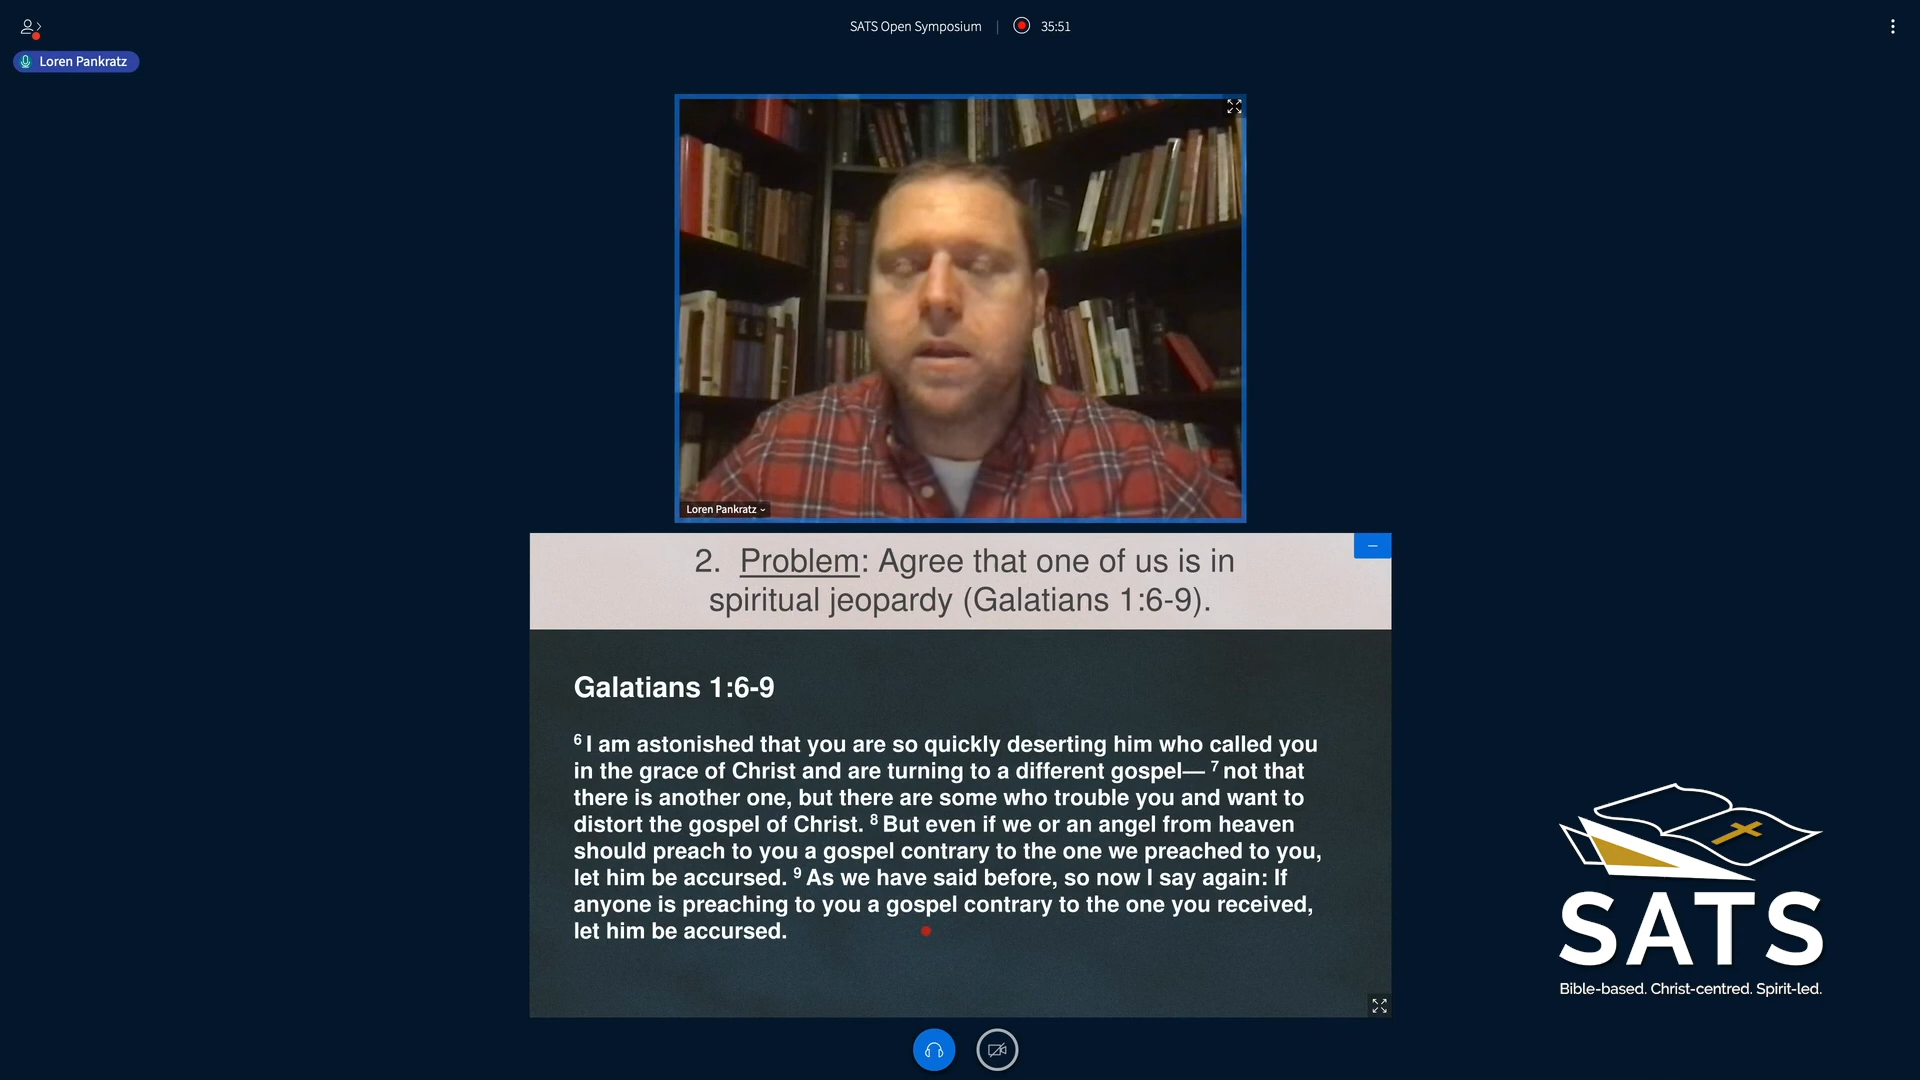 SATS Open Symposium
35:51
Loren Pankratz
Loren Pankratz
2. Problem: Agree that one of us is in
spiritual jeopardy (Galatians 1:6-9).
Galatians 1:6-9
6 I am astonished that you are so quickly deserting him who called you
in the grace of Christ and are turning to a different gospel— 7 not that
there is another one, but there are some who trouble you and want to
distort the gospel of Christ. 8 But even if we or an angel from heaven
should preach to you a gospel contrary to the one we preached to you,
let him be accursed. 9 As we have said before, so now I say again: If
anyone is preaching to you a gospel contrary to the one you received,
let him be accursed.
SATS
Bible-based. Christ-centred. Spirit-led.